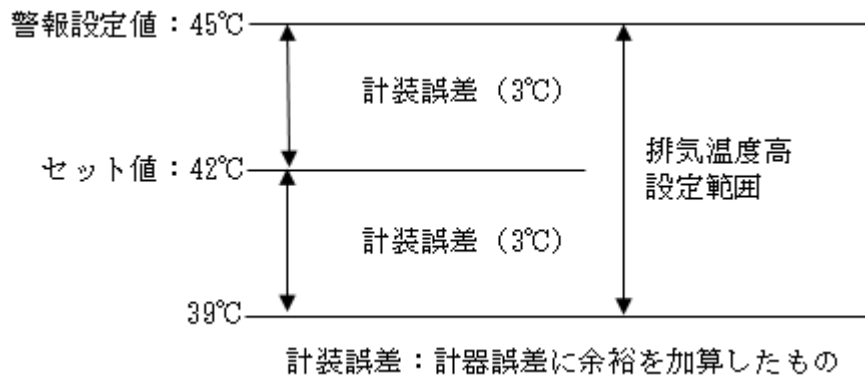 警報設定値：45℃
計装誤差（3℃）
セット値：42℃
排気温度高
設定範囲
計装誤差（3℃）
39℃
計装誤差：計器誤差に余裕を加算したもの